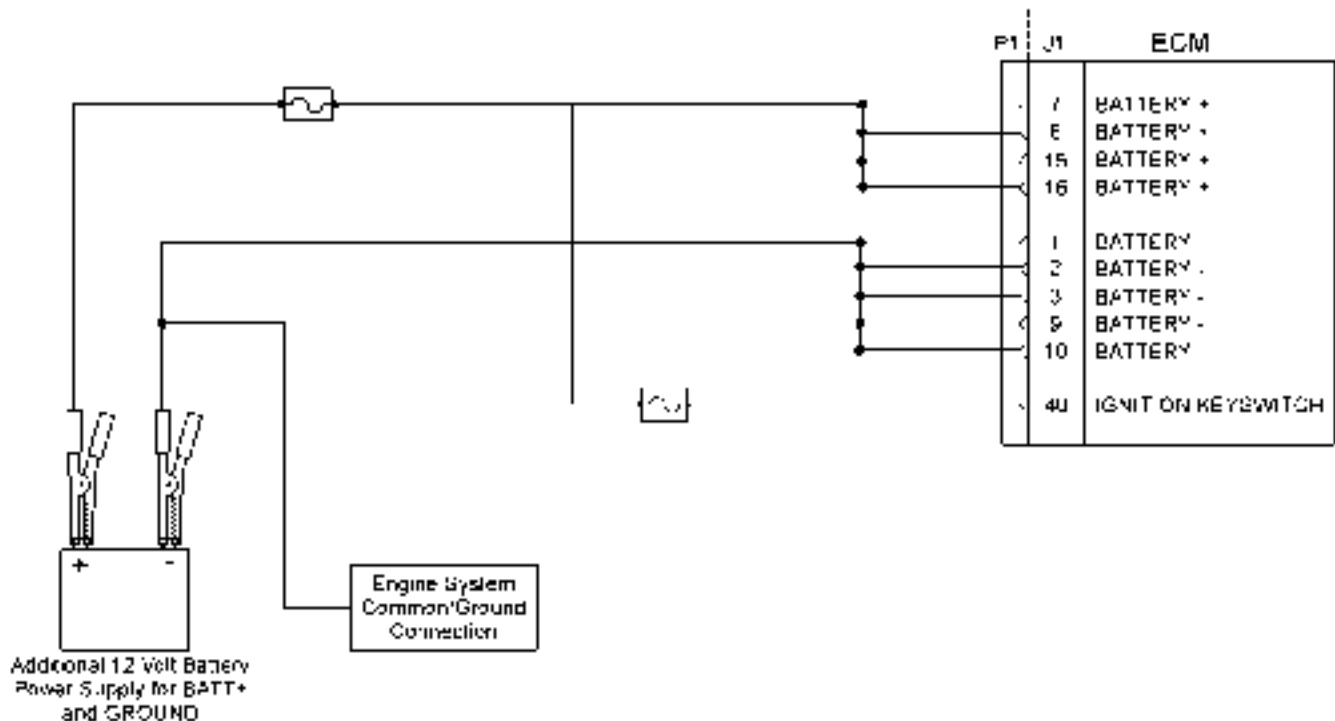 P1 J1 ECM
7 BATTERY +
8 BATTERY +
15 BATTERY +
16 BATTERY +
1 BATTERY
2 BATTERY -
3 BATTERY -
9 BATTERY -
10 BATTERY
40 IGNITION KEYSWITCH
+ -
Engine System
Common/Ground
Connection
Additional 12 Volt Battery
Power Supply for BATT+
and GROUND